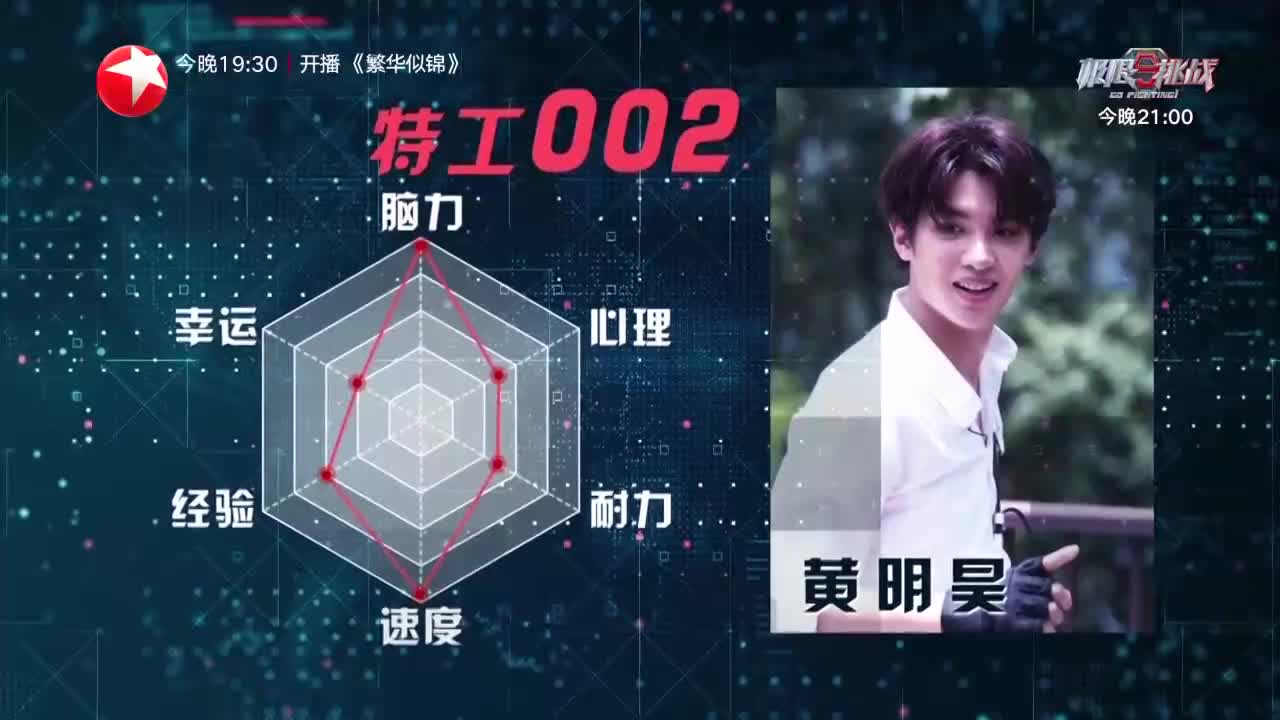 今晚19:30 开播《繁华似锦》
极限挑战
GO FIGHTING!
今晚21:00
特工002
脑力
幸运
心理
经验
耐力
速度
黄明昊